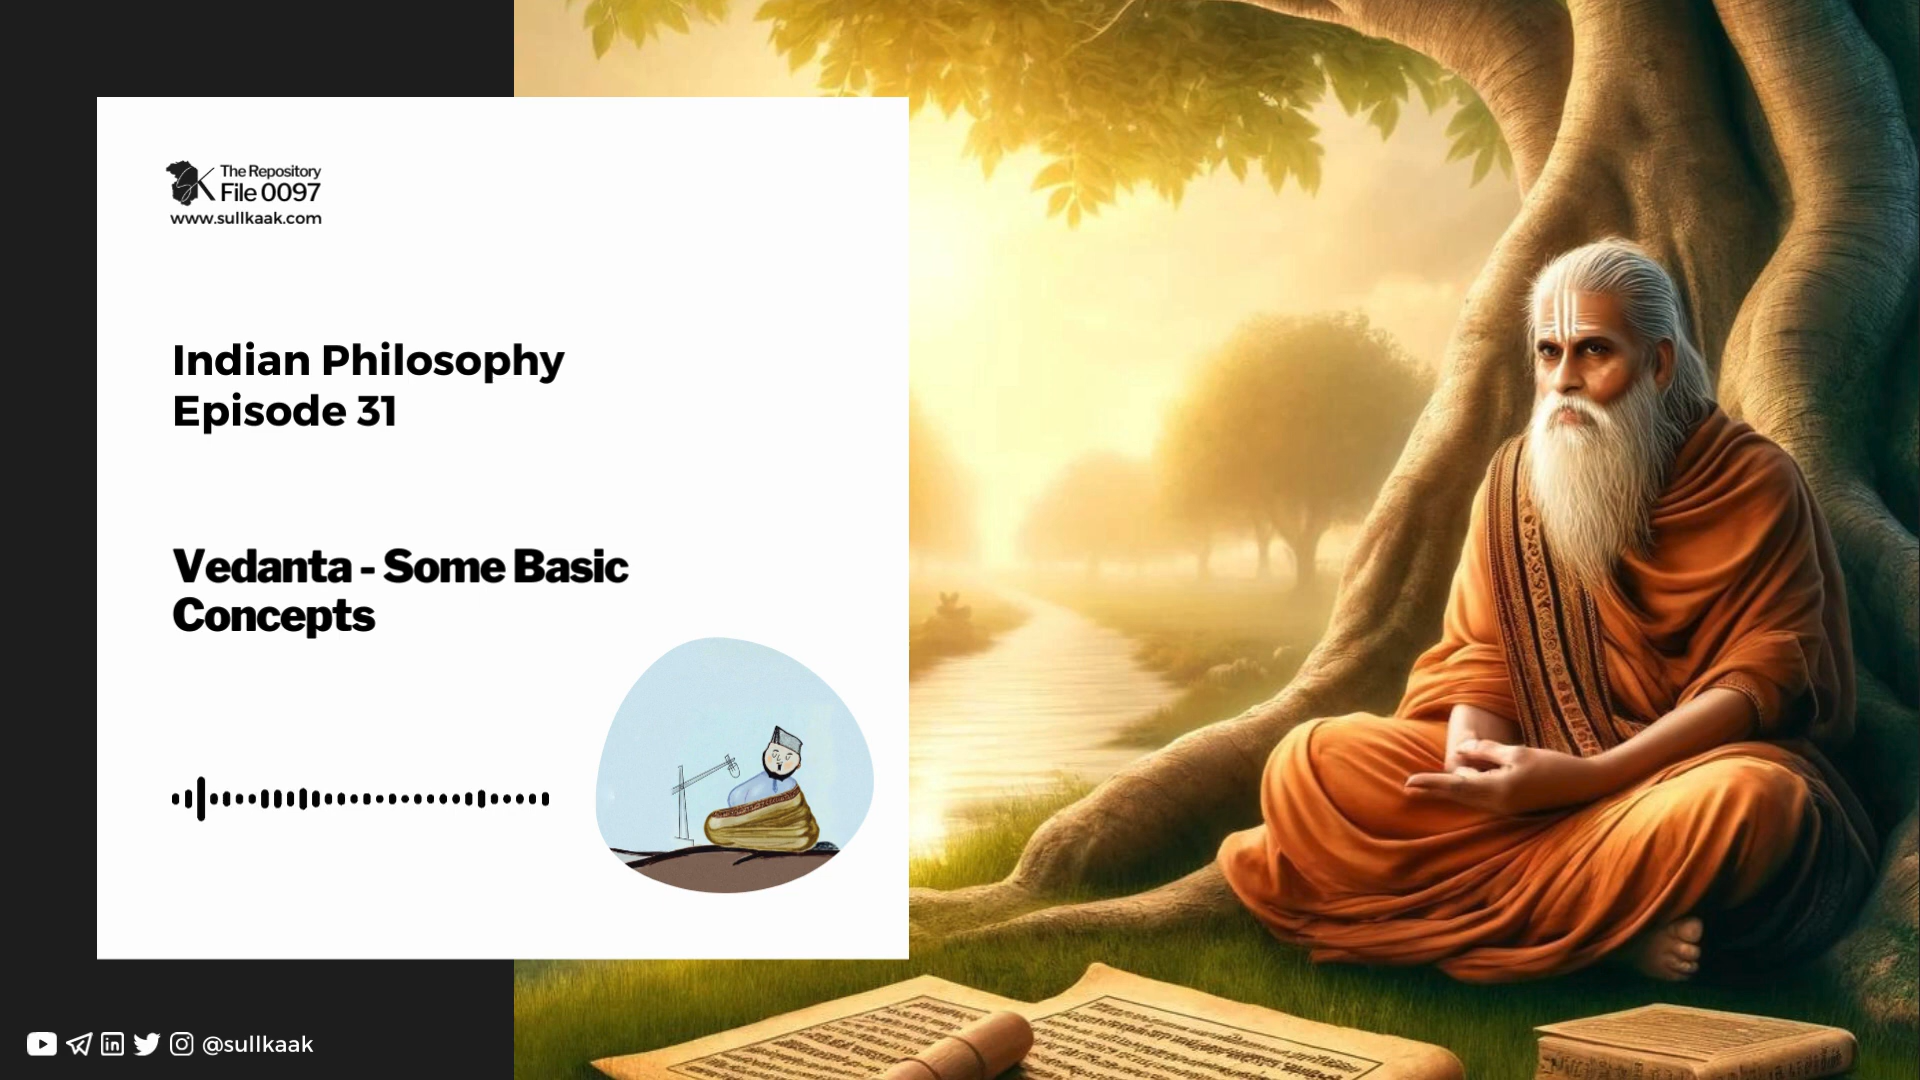 The Repository
File 0097
www.sullkaak.com
Indian Philosophy
Episode 31
Vedanta - Some Basic
Concepts
@sullkaak